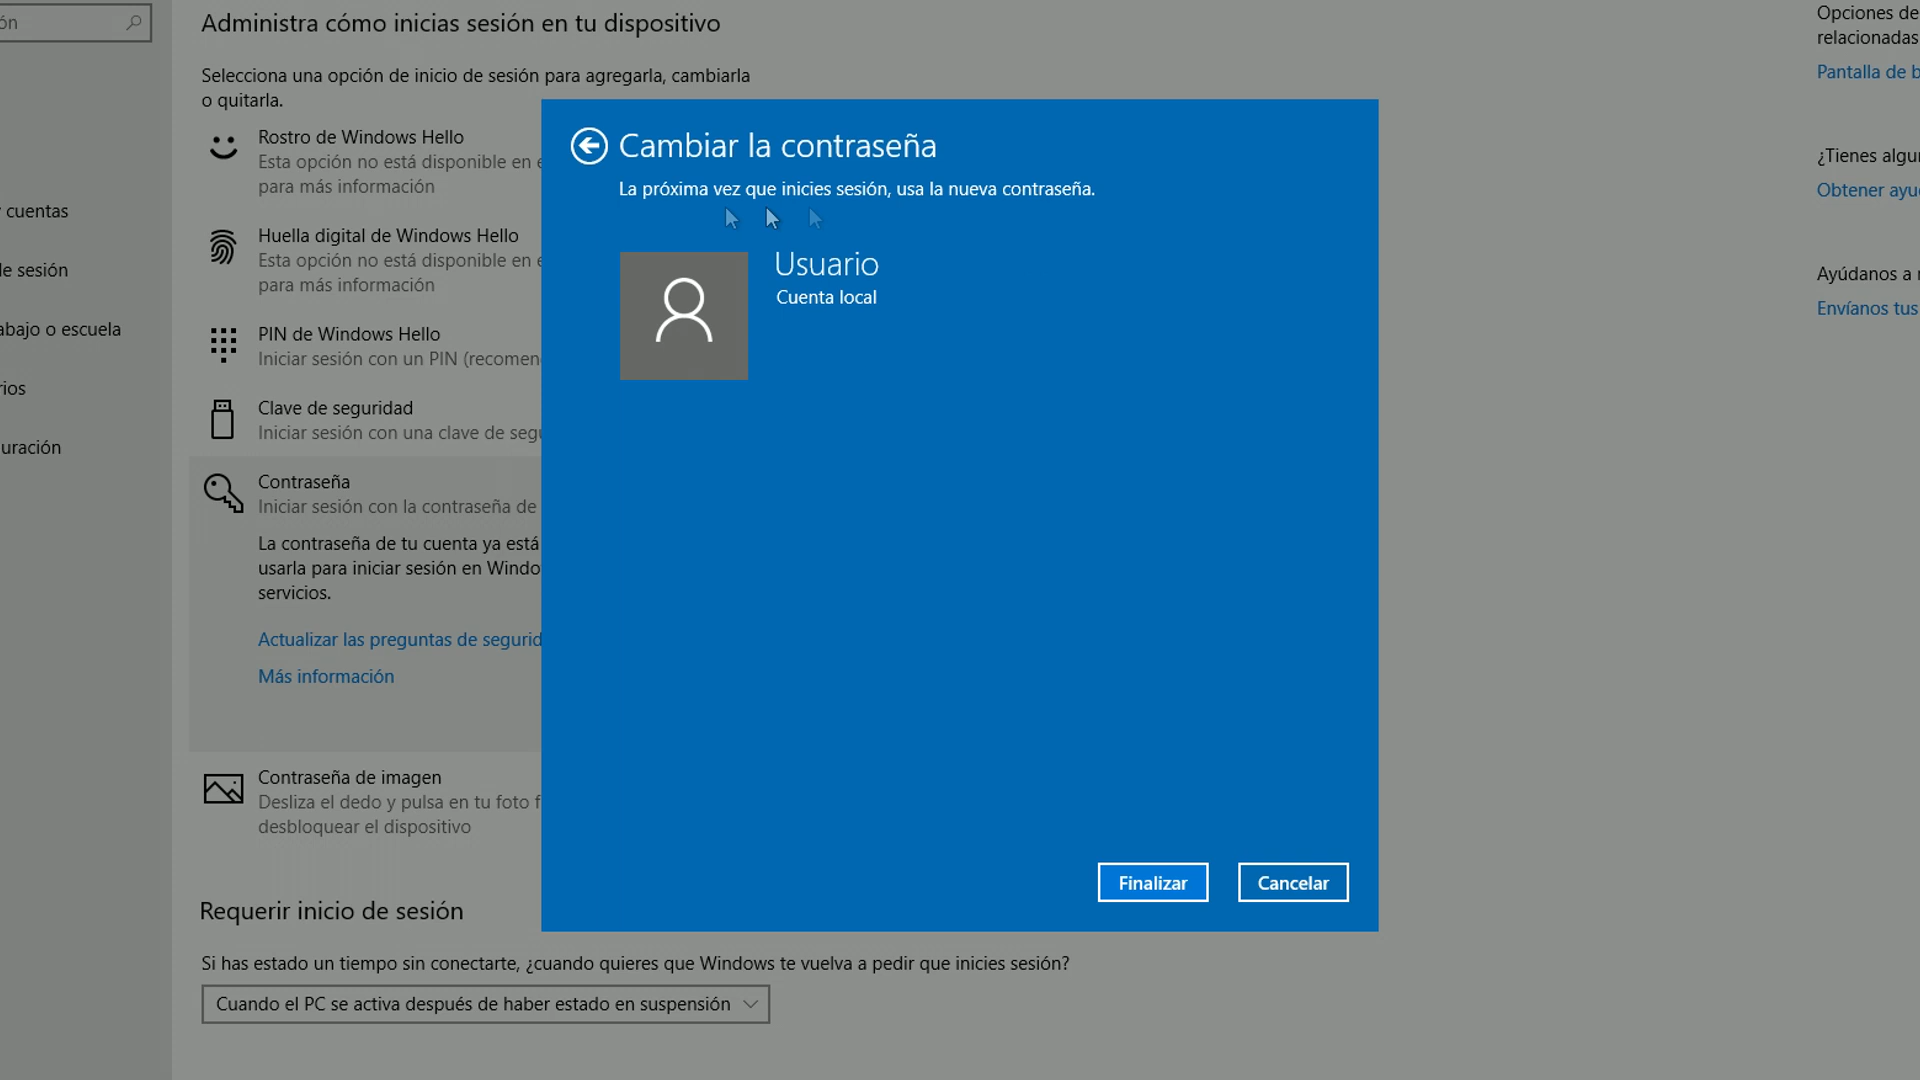 ón
Administra cómo inicias sesión en tu dispositivo
Selecciona una opción de inicio de sesión para agregarla, cambiarla
o quitarla.
Rostro de Windows Hello
Esta opción no está disponible en e
para más información
cuentas
Huella digital de Windows Hello
Esta opción no está disponible en e
para más información
de sesión
PIN de Windows Hello
Iniciar sesión con un PIN (recomen
abajo o escuela
rios
Clave de seguridad
Iniciar sesión con una clave de segu
uración
Contraseña
Iniciar sesión con la contraseña de
La contraseña de tu cuenta ya está
usarla para iniciar sesión en Windo
servicios.
Actualizar las preguntas de segurid
Más información
Contraseña de imagen
Desliza el dedo y pulsa en tu foto f
desbloquear el dispositivo
Requerir inicio de sesión
Si has estado un tiempo sin conectarte, ¿cuando quieres que Windows te vuelva a pedir que inicies sesión?
Cuando el PC se activa después de haber estado en suspensión
Cambiar la contraseña
La próxima vez que inicies sesión, usa la nueva contraseña.
Usuario
Cuenta local
Finalizar
Cancelar
Opciones de
relacionadas
Pantalla de b
¿Tienes algur
Obtener ayu
Ayúdanos a
Envíanos tus